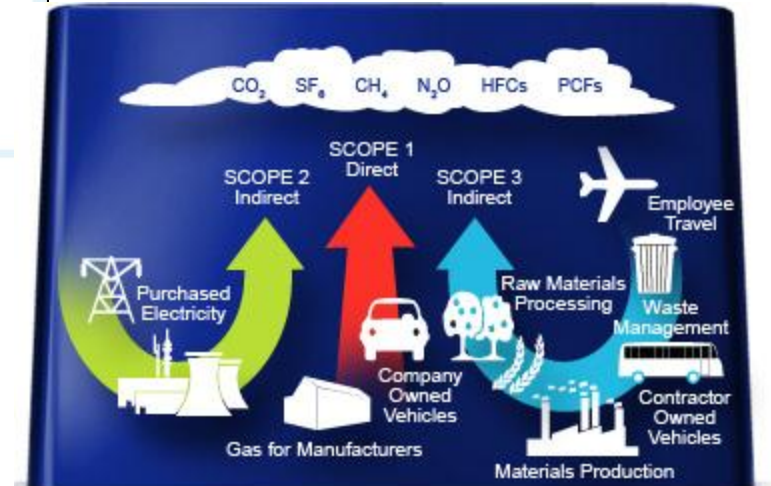 CO₂ SF₆ CH₄ N₂O HFCs PCFs
SCOPE 1
Direct
SCOPE 2
Indirect
SCOPE 3
Indirect
Employee
Travel
Purchased
Electricity
Raw Materials
Processing
Waste
Management
Company
Owned
Vehicles
Contractor
Owned
Vehicles
Gas for Manufacturers
Materials Production